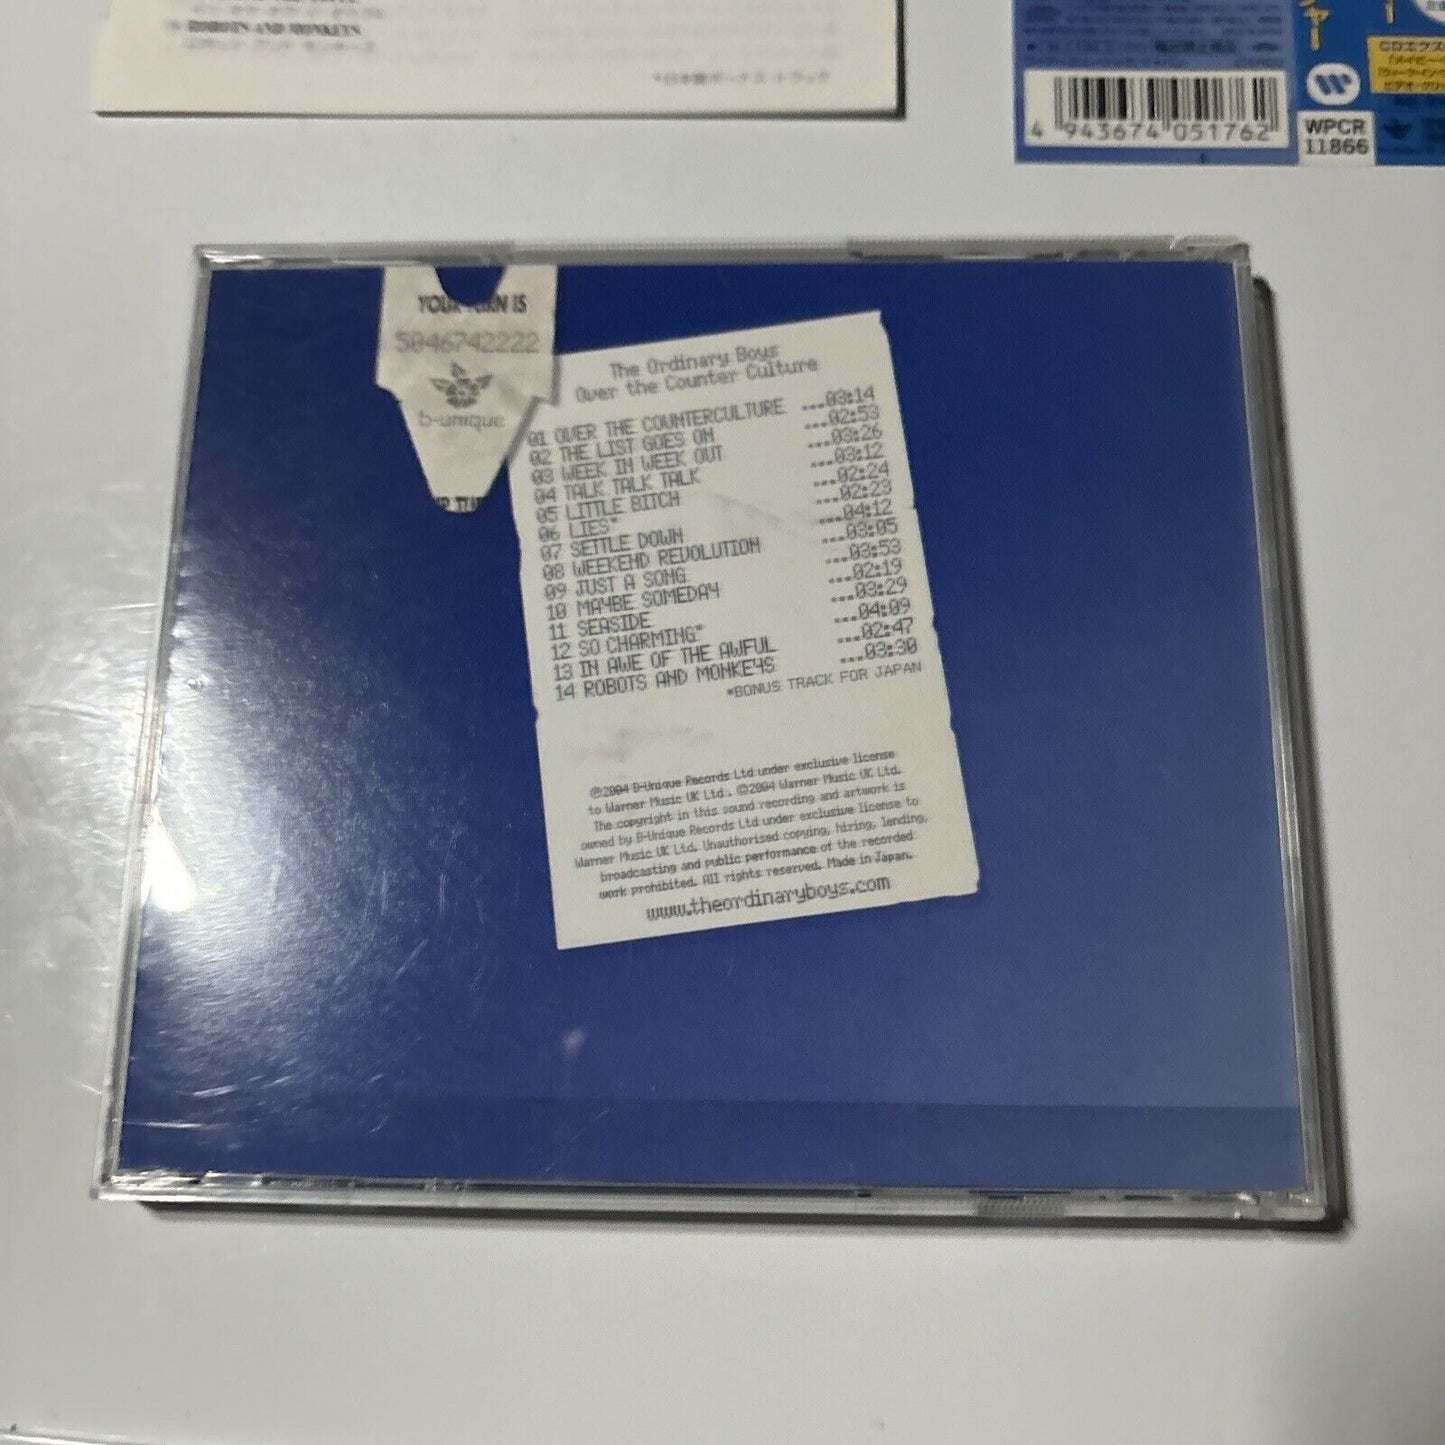 ROBOTS AND MONKEYS
*日本盤ボーナス・トラック
4 943674 051762
WPCR
11866
YOUR TURN IS
5046742222
b-unique
The Ordinary Boys
Over the Counter Culture
01 OVER THE COUNTERCULTURE ...03:14
02 THE LIST GOES ON ...02:53
03 WEEK IN WEEK OUT ...03:26
04 TALK TALK TALK ...03:12
05 LITTLE BITCH ...02:24
06 LIES* ...02:23
07 SETTLE DOWN ...04:12
08 WEEKEND REVOLUTION ...03:05
09 JUST A SONG ...03:53
10 MAYBE SOMEDAY ...02:19
11 SEASIDE ...03:29
12 SO CHARMING* ...04:09
13 IN AWE OF THE AWFUL ...02:47
14 ROBOTS AND MONKEYS ...03:30
*BONUS TRACK FOR JAPAN
℗2004 B-Unique Records Ltd under exclusive license
to Warner Music UK Ltd. ©2004 Warner Music UK Ltd.
The copyright in this sound recording and artwork is
owned by B-Unique Records Ltd under exclusive license to
Warner Music UK Ltd. Unauthorised copying, hiring, lending,
broadcasting and public performance of the recorded
work prohibited. All rights reserved. Made in Japan.
www.theordinaryboys.com